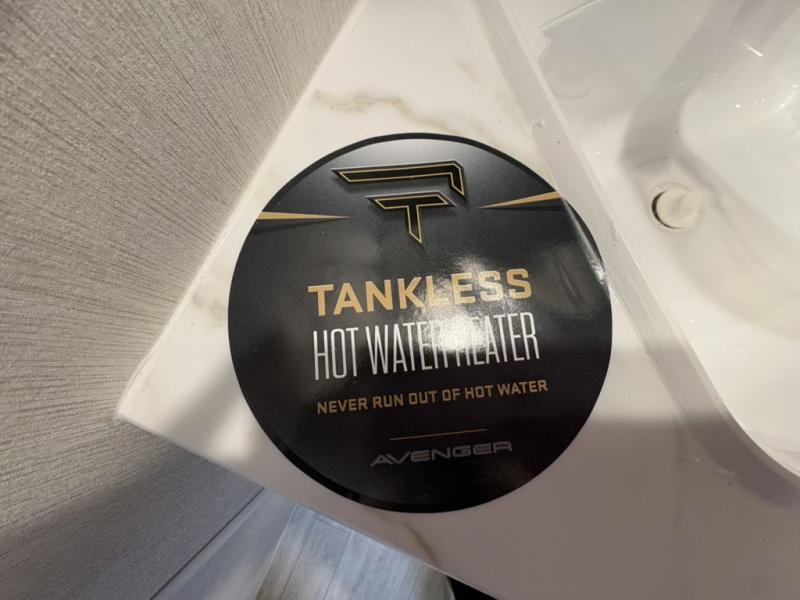 TANKLESS
HOT WATER HEATER
NEVER RUN OUT OF HOT WATER
AVENGER